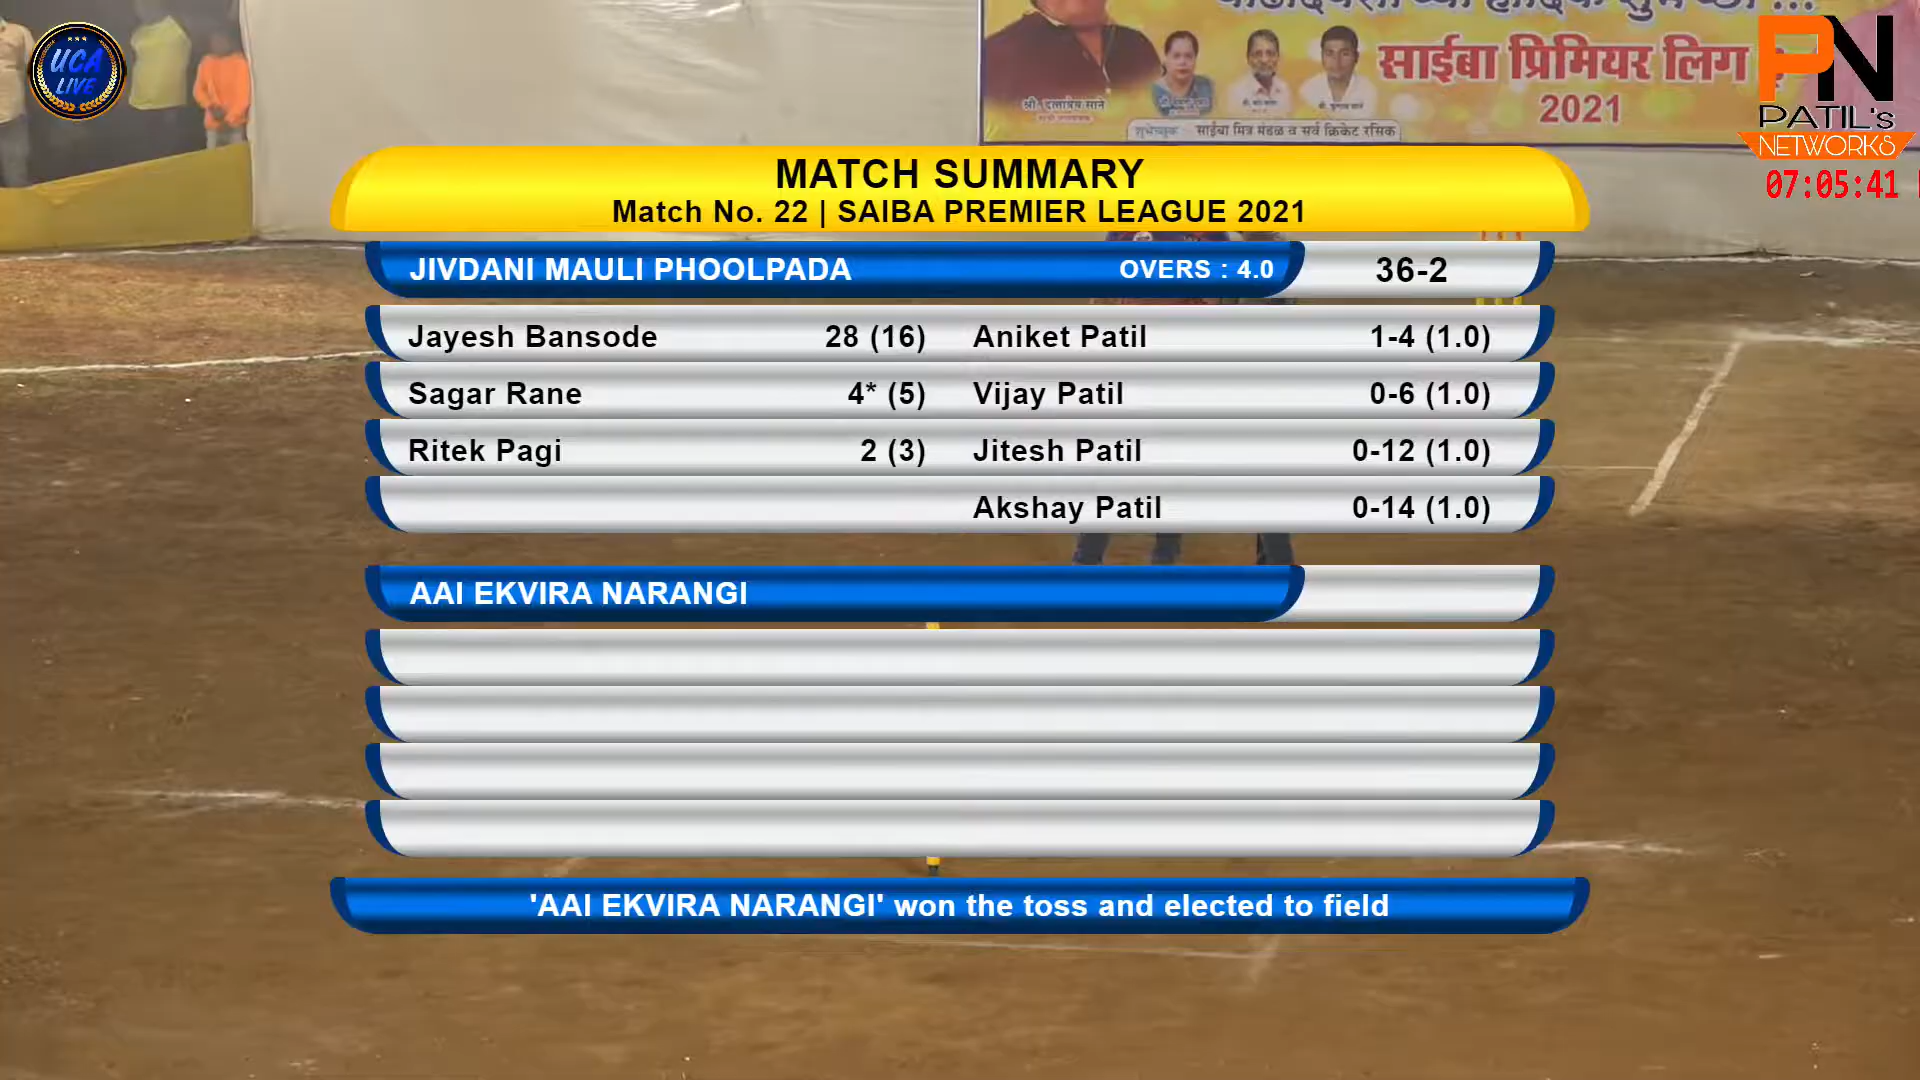 UCA
LIVE
साईबा प्रिमियर लिग
2021
साईबा मित्र मंडळ व सर्व क्रिकेट रसिक
PN
PATIL's
NETWORKS
07:05:41
MATCH SUMMARY
Match No. 22 | SAIBA PREMIER LEAGUE 2021
JIVDANI MAULI PHOOLPADA OVERS : 4.0 36-2
Jayesh Bansode 28 (16) Aniket Patil 1-4 (1.0)
Sagar Rane 4* (5) Vijay Patil 0-6 (1.0)
Ritek Pagi 2 (3) Jitesh Patil 0-12 (1.0)
Akshay Patil 0-14 (1.0)
AAI EKVIRA NARANGI
'AAI EKVIRA NARANGI' won the toss and elected to field